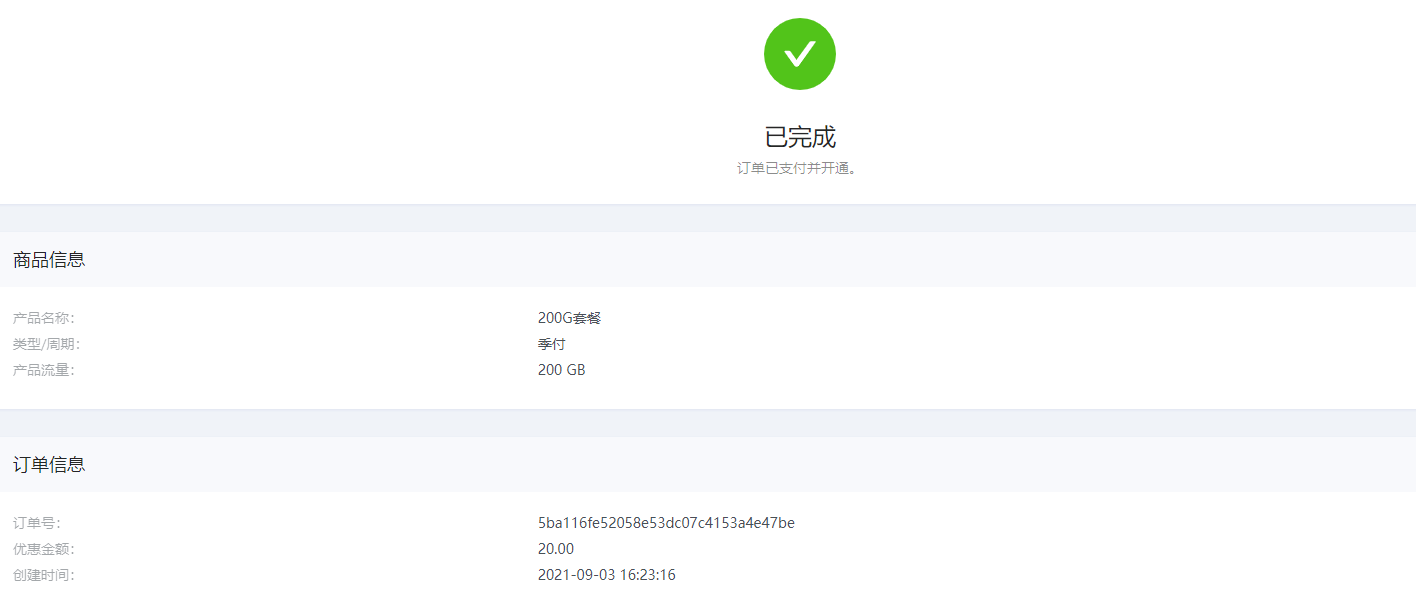 已完成
订单已支付并开通。
商品信息
产品名称： 200G套餐
类型/周期： 季付
产品流量： 200 GB
订单信息
订单号： 5ba116fe52058e53dc07c4153a4e47be
优惠金额： 20.00
创建时间： 2021-09-03 16:23:16